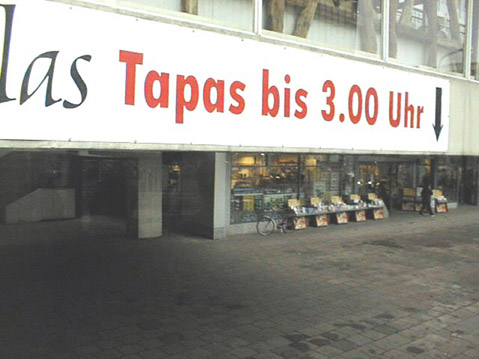 las Tapas bis 3.00 Uhr